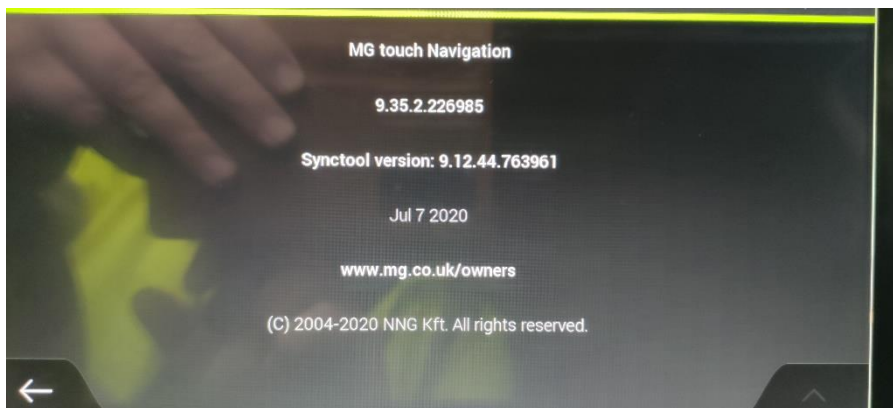 MG touch Navigation
9.35.2.226985
Synctool version: 9.12.44.763961
Jul 7 2020
www.mg.co.uk/owners
(C) 2004-2020 NNG Kft. All rights reserved.